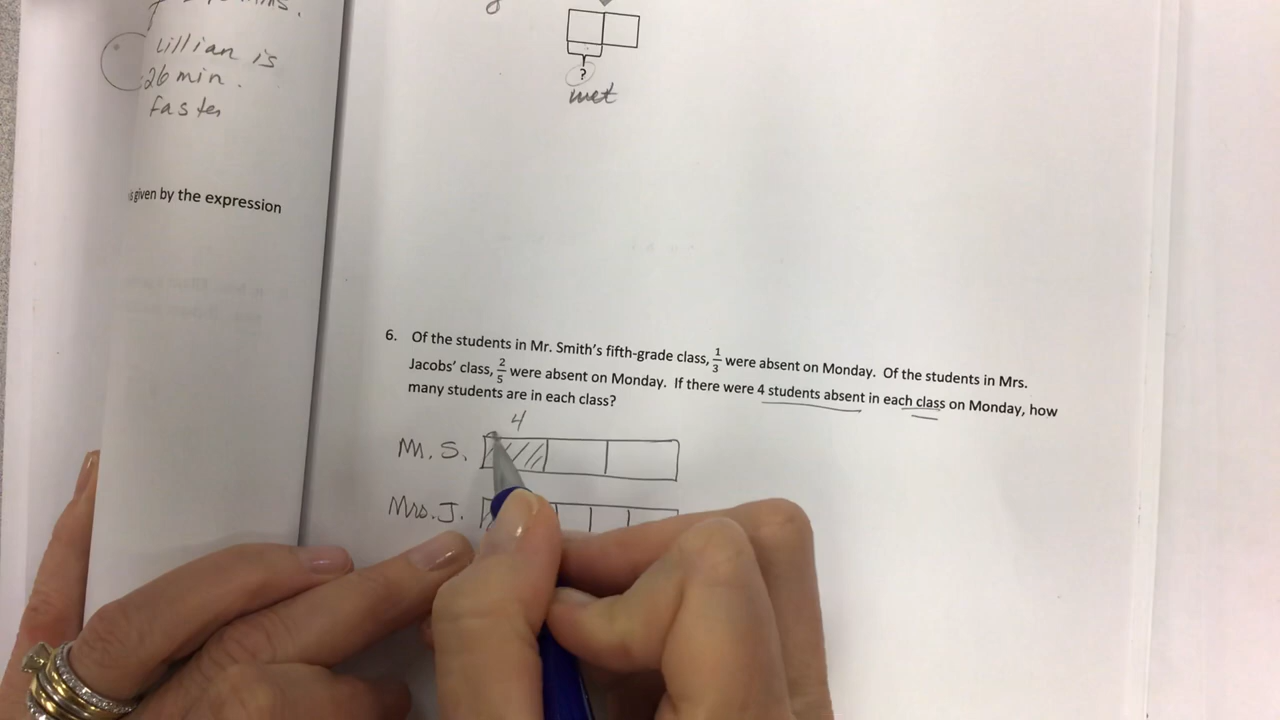 Lillian is
26 min.
faster
given by the expression
?
met
6. Of the students in Mr. Smith's fifth-grade class, 1/3 were absent on Monday. Of the students in Mrs.
Jacobs' class, 2/5 were absent on Monday. If there were 4 students absent in each class on Monday, how
many students are in each class?
4
Mr. S.
Mrs. J.